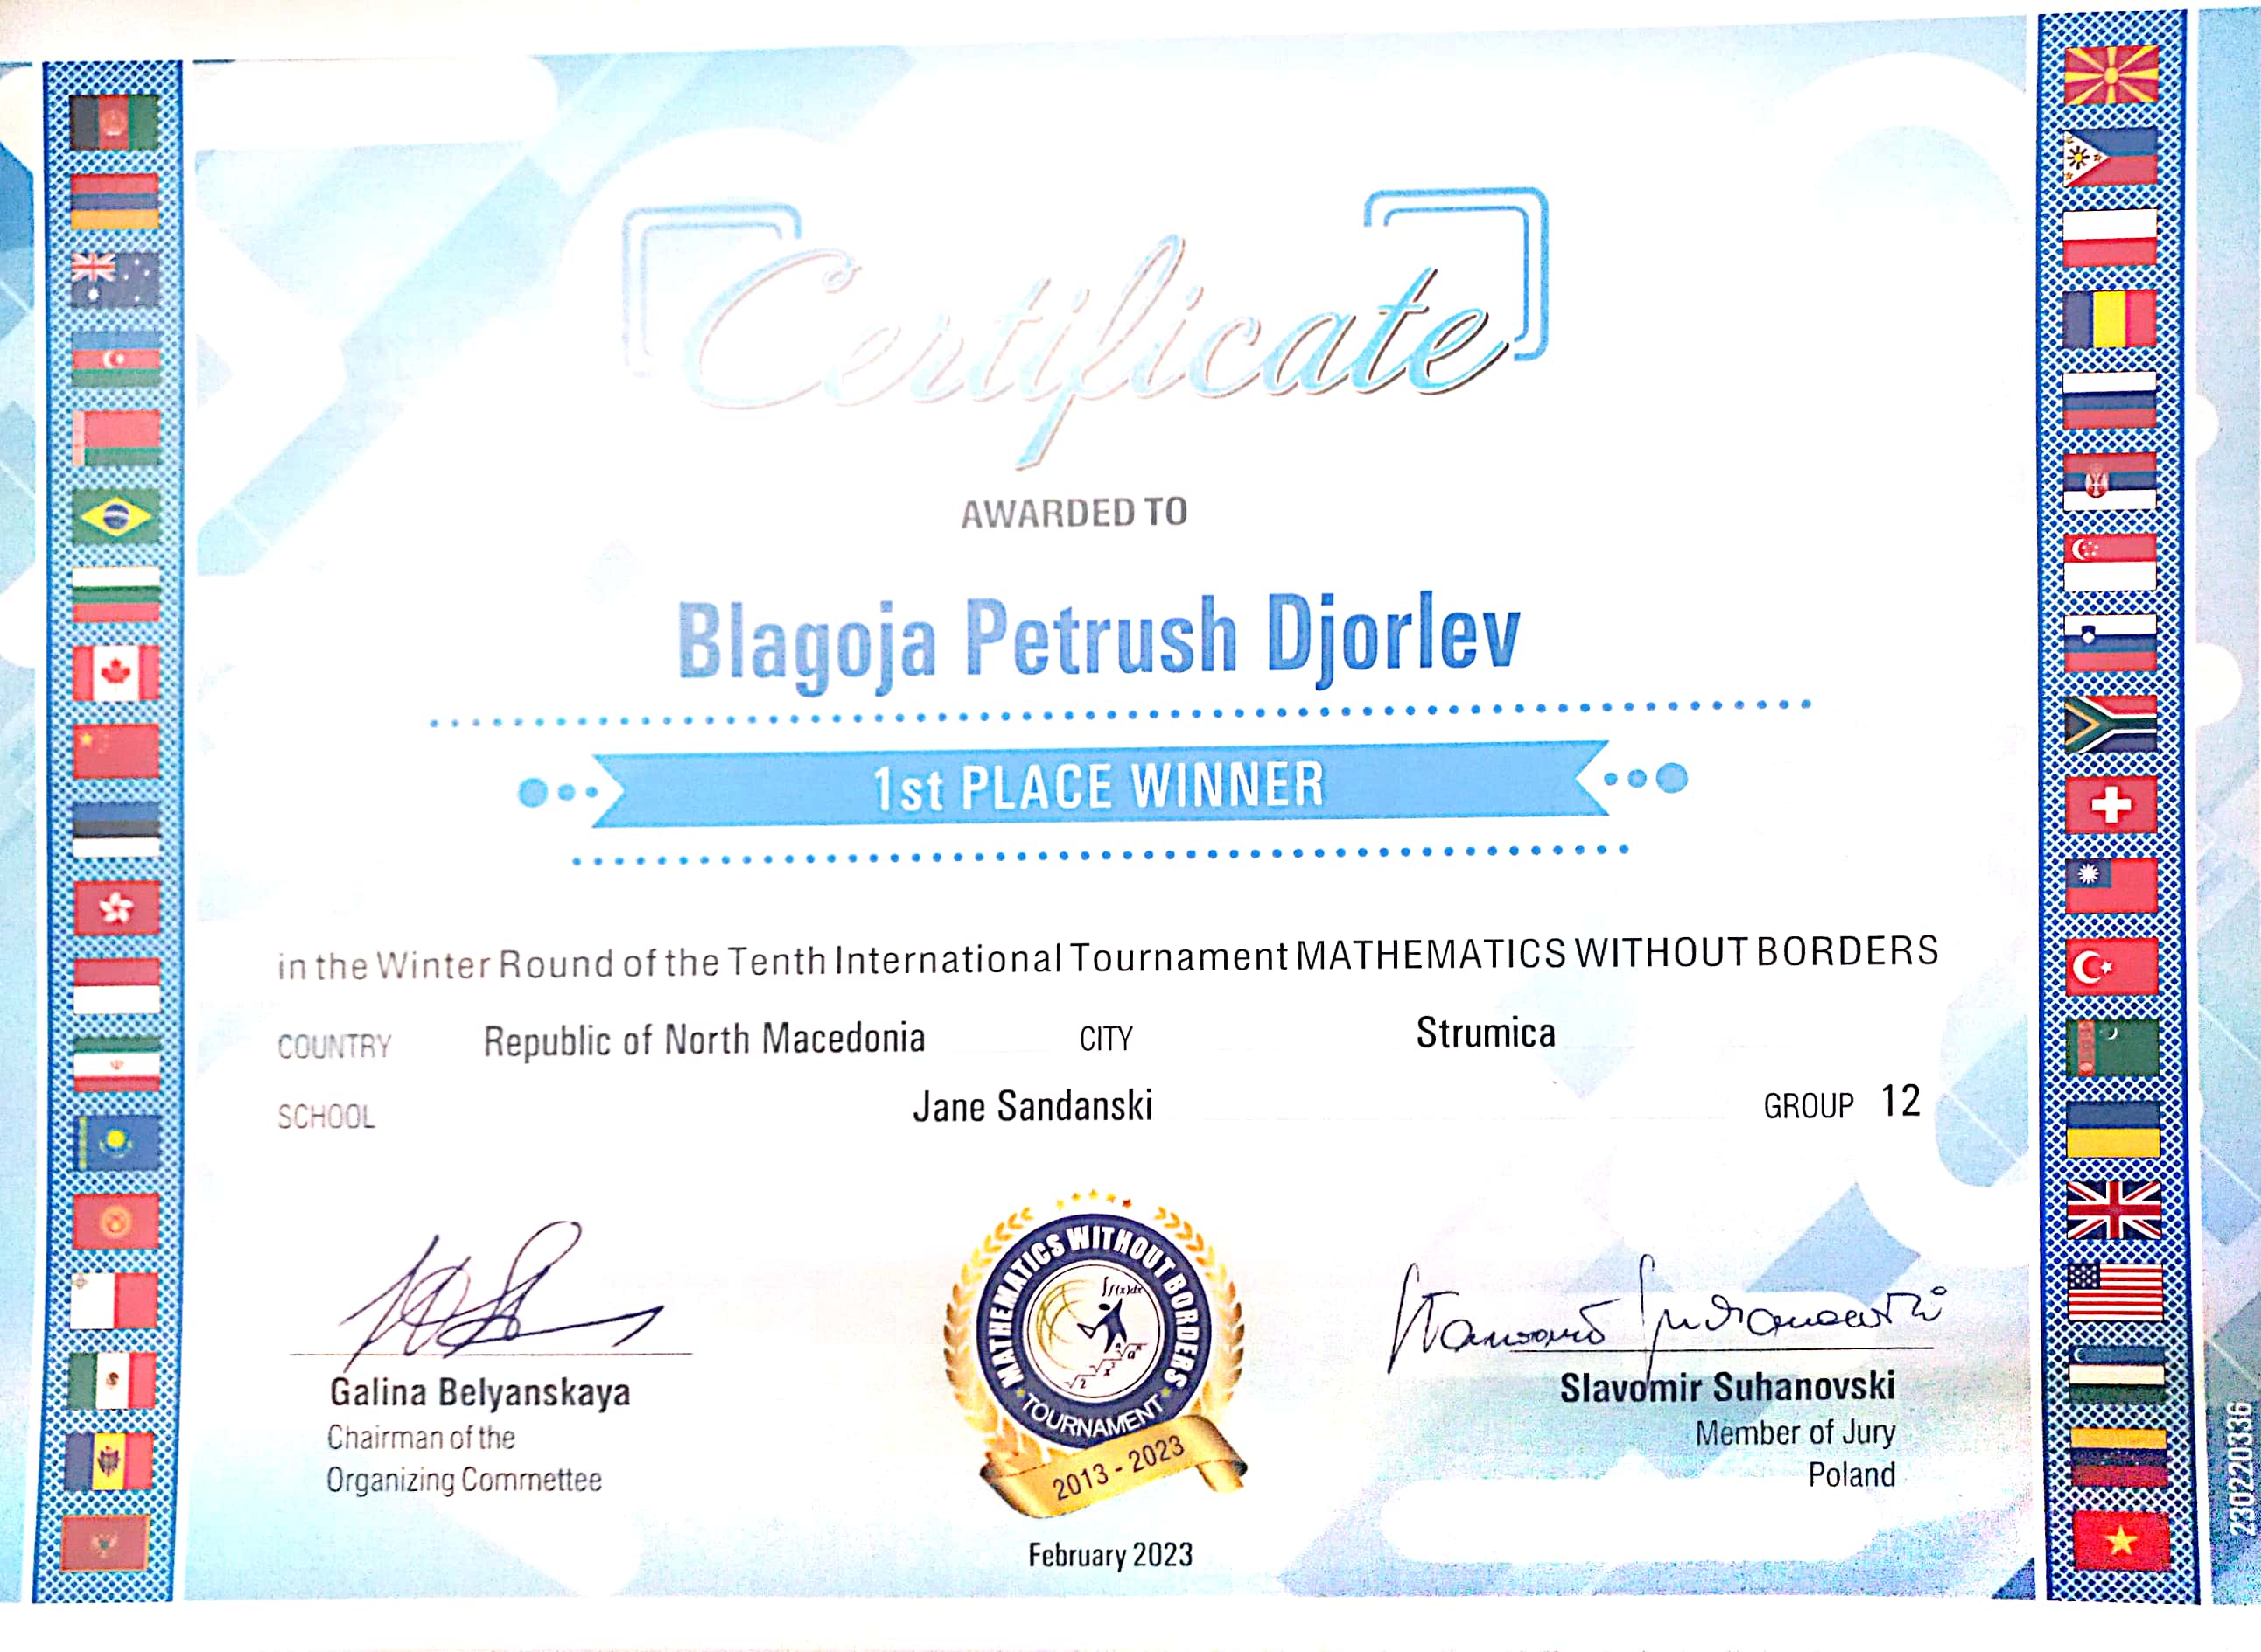 Certificate
AWARDED TO
Blagoja Petrush Djorlev
1st PLACE WINNER
in the Winter Round of the Tenth International Tournament MATHEMATICS WITHOUT BORDERS
COUNTRY Republic of North Macedonia CITY Strumica
SCHOOL Jane Sandanski GROUP 12
MATHEMATICS WITHOUT BORDERS
TOURNAMENT
2013 - 2023
Galina Belyanskaya
Chairman of the
Organizing Commettee
Slavomir Suhanovski
Member of Jury
Poland
February 2023
230220336